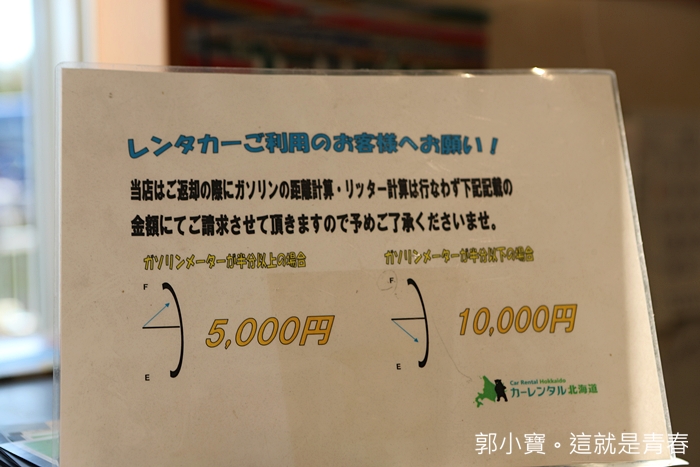 レンタカーご利用のお客様へお願い！
当店はご返却の際にガソリンの距離計算・リッター計算は行なわず下記記載の
金額にてご請求させて頂きますので予めご了承くださいませ。
ガソリンメーターが半分以上の場合
ガソリンメーターが半分以下の場合
F
5,000円
E
F
10,000円
E
Car Rental Hokkaido
カーレンタル北海道
郭小寶。這就是青春